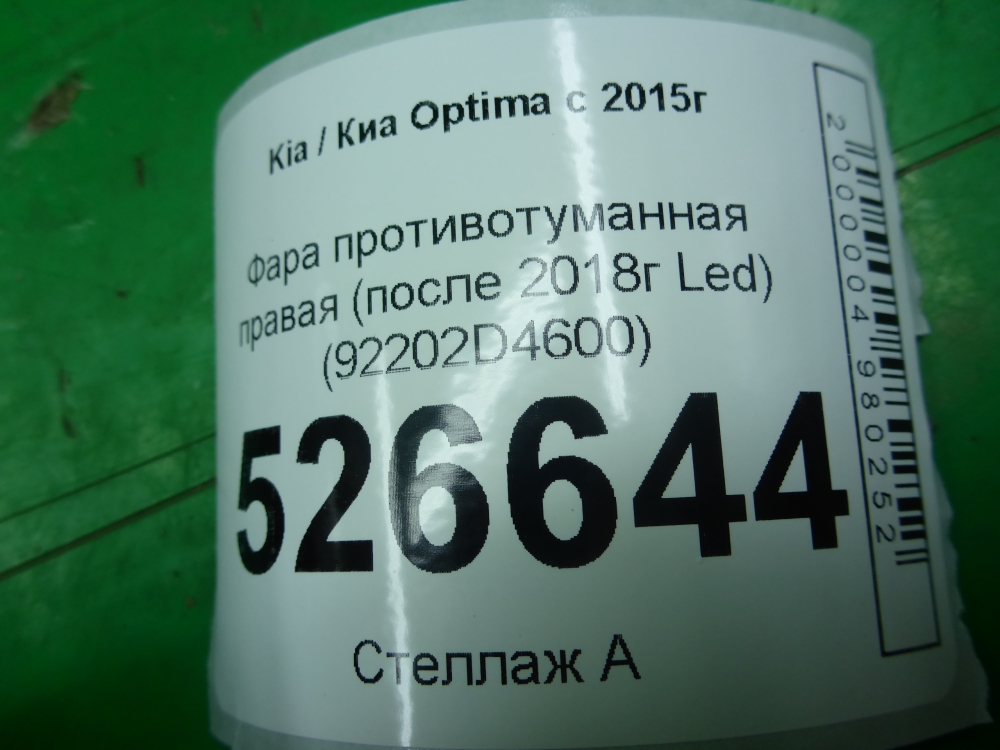 Kia / Киа Optima с 2015г
Фара противотуманная
правая (после 2018г Led)
(92202D4600)
526644
Стеллаж А
2000004980252